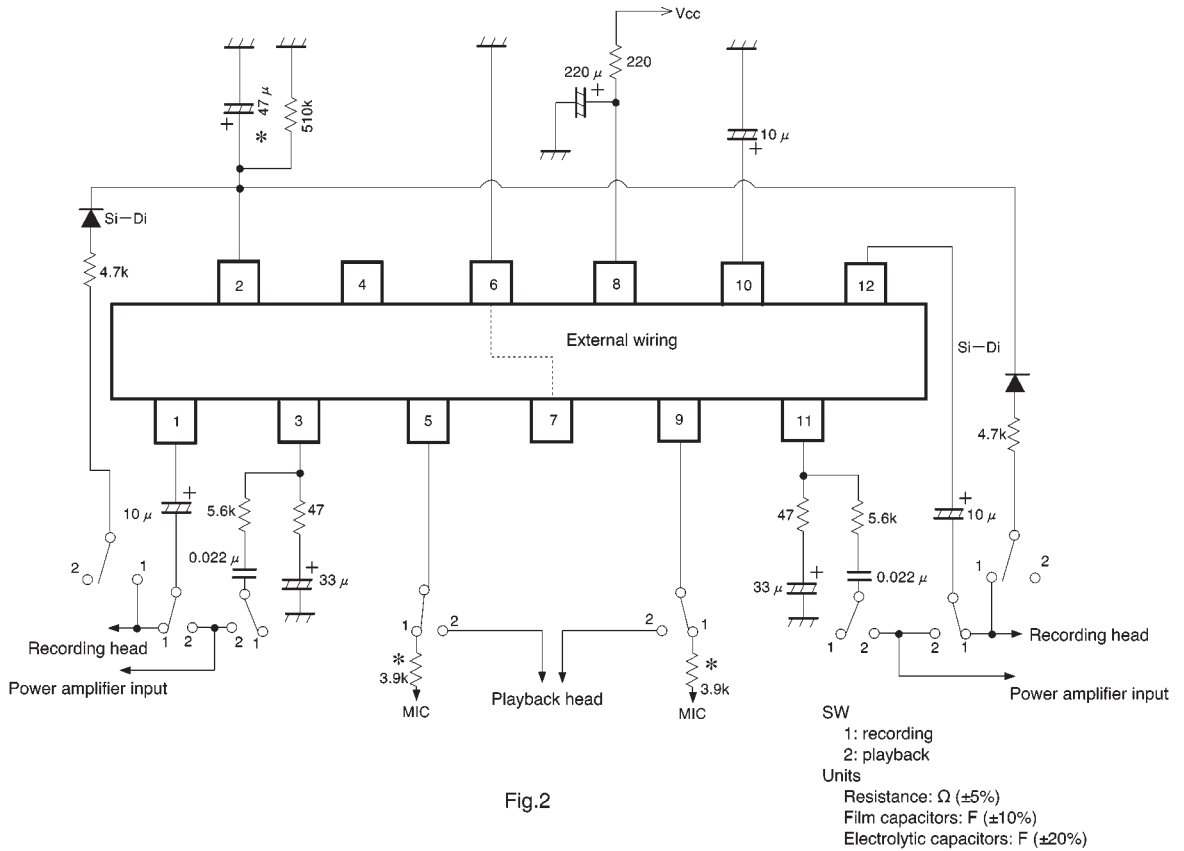 Vcc
220
220 μ
+
47 μ
+
*
510k
10 μ
+
Si−Di
4.7k
2
4
6
8
10
12
External wiring
Si−Di
4.7k
1
3
5
7
9
11
+
10 μ
5.6k
47
0.022 μ
+
33 μ
47
5.6k
+
33 μ
0.022 μ
+
10 μ
2
1
1
2
2
1
1
2
2
1
1
2
2
1
1
2
Recording head
Power amplifier input
*
3.9k
MIC
Playback head
*
3.9k
MIC
Recording head
Power amplifier input
SW
1: recording
2: playback
Units
Resistance: Ω (±5%)
Film capacitors: F (±10%)
Electrolytic capacitors: F (±20%)
Fig.2